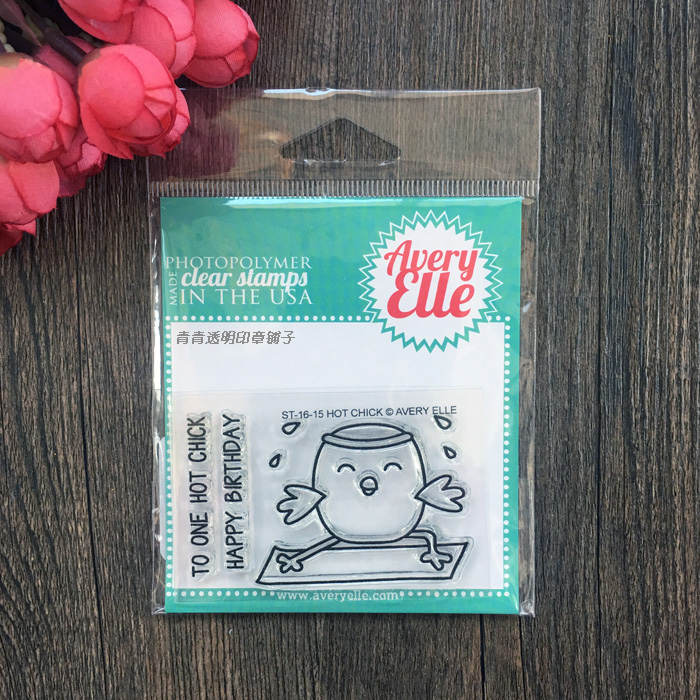 PHOTOPOLYMER
MADE clear stamps
IN THE USA
Avery
Elle
青青透明印章铺子
ST-16-15 HOT CHICK © AVERY ELLE
TO ONE HOT CHICK
HAPPY BIRTHDAY
www.averyelle.com